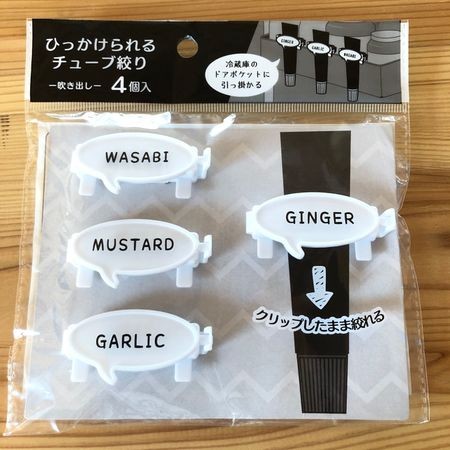 ひっかけられる
チューブ絞り
ー吹き出しー 4個入
GINGER
GARLIC
WASABI
冷蔵庫の
ドアポケットに
引っ掛かる
WASABI
MUSTARD
GARLIC
GINGER
クリップしたまま絞れる